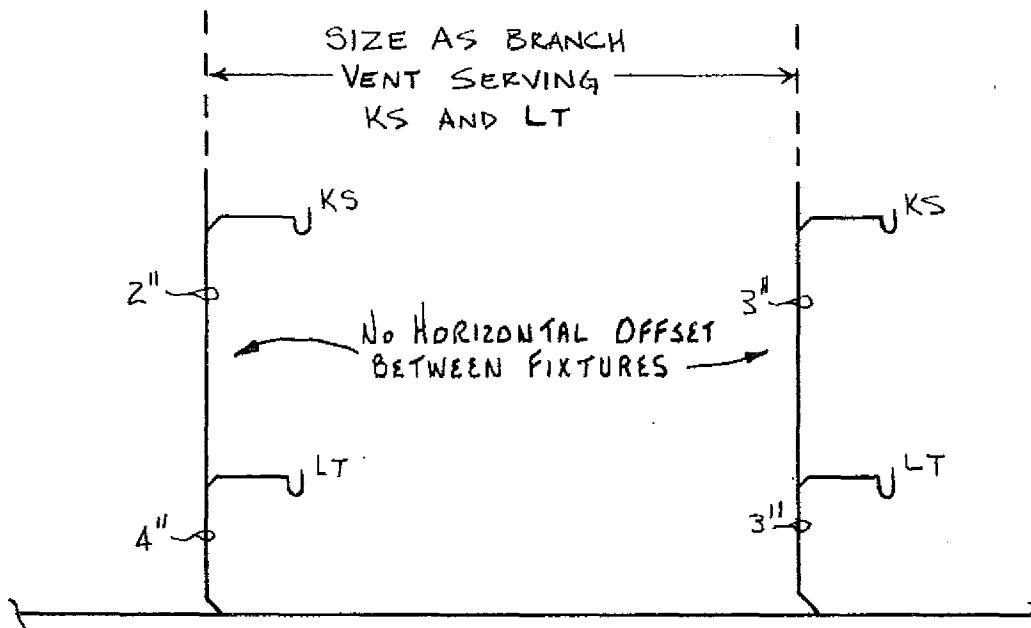 SIZE AS BRANCH
VENT SERVING
KS AND LT
KS
KS
2"
3"
NO HORIZONTAL OFFSET
BETWEEN FIXTURES
LT
LT
4"
3"